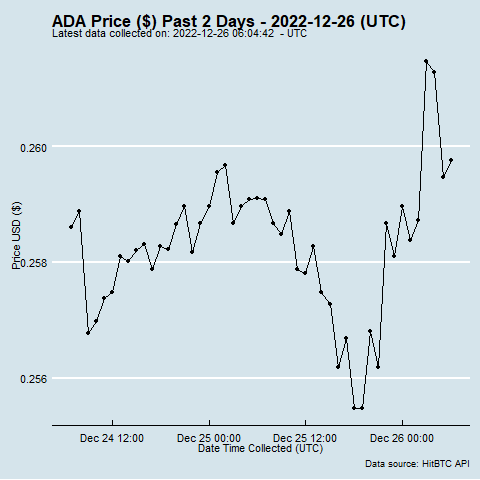 ADA Price ($) Past 2 Days - 2022-12-26 (UTC)
Latest data collected on: 2022-12-26 06:04:42 - UTC
0.260
0.258
0.256
Price USD ($)
Dec 24 12:00
Dec 25 00:00
Dec 25 12:00
Dec 26 00:00
Date Time Collected (UTC)
Data source: HitBTC API